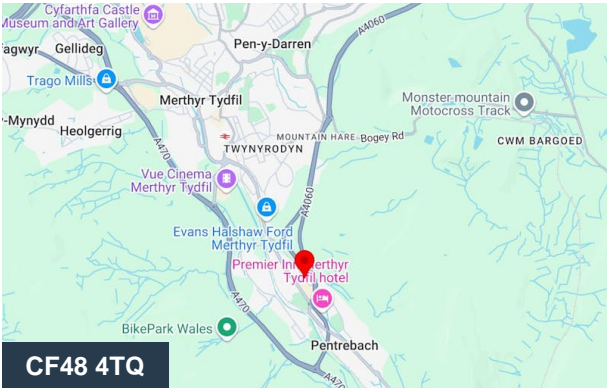 Cyfarthfa Castle
Museum and Art Gallery
A4060
Pen-y-Darren
Gellideg
Trago Mills
Merthyr Tydfil
Monster mountain
Motocross Track
-Mynydd
Heolgerrig
MOUNTAIN HARE
Bogey Rd
CWM BARGOED
A470
TWYNYRODYN
Vue Cinema
Merthyr Tydfil
A4060
Evans Halshaw Ford
Merthyr Tydfil
Premier Inn Merthyr
Tydfil hotel
A470
BikePark Wales
Pentrebach
A470
CF48 4TQ